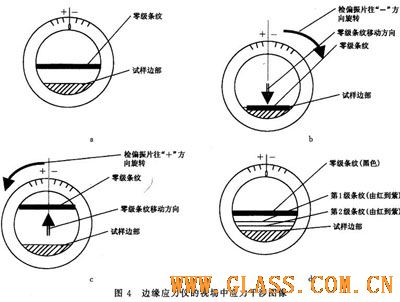 + -
零级条纹
试样边部
a
+ -
检偏振片往“-”方
向旋转
零级条纹移动方向
零级条纹
试样边部
b
检偏振片往“+”方
向旋转
+ -
零级条纹
零级条纹移动方向
试样边部
c
+ -
零级条纹(黑色)
第1级条纹(由红到紫)
第2级条纹(由红到紫)
试样边部
d
图 4 边缘应力仪的视场中应力干涉图像
WWW.GLASS.COM.CN